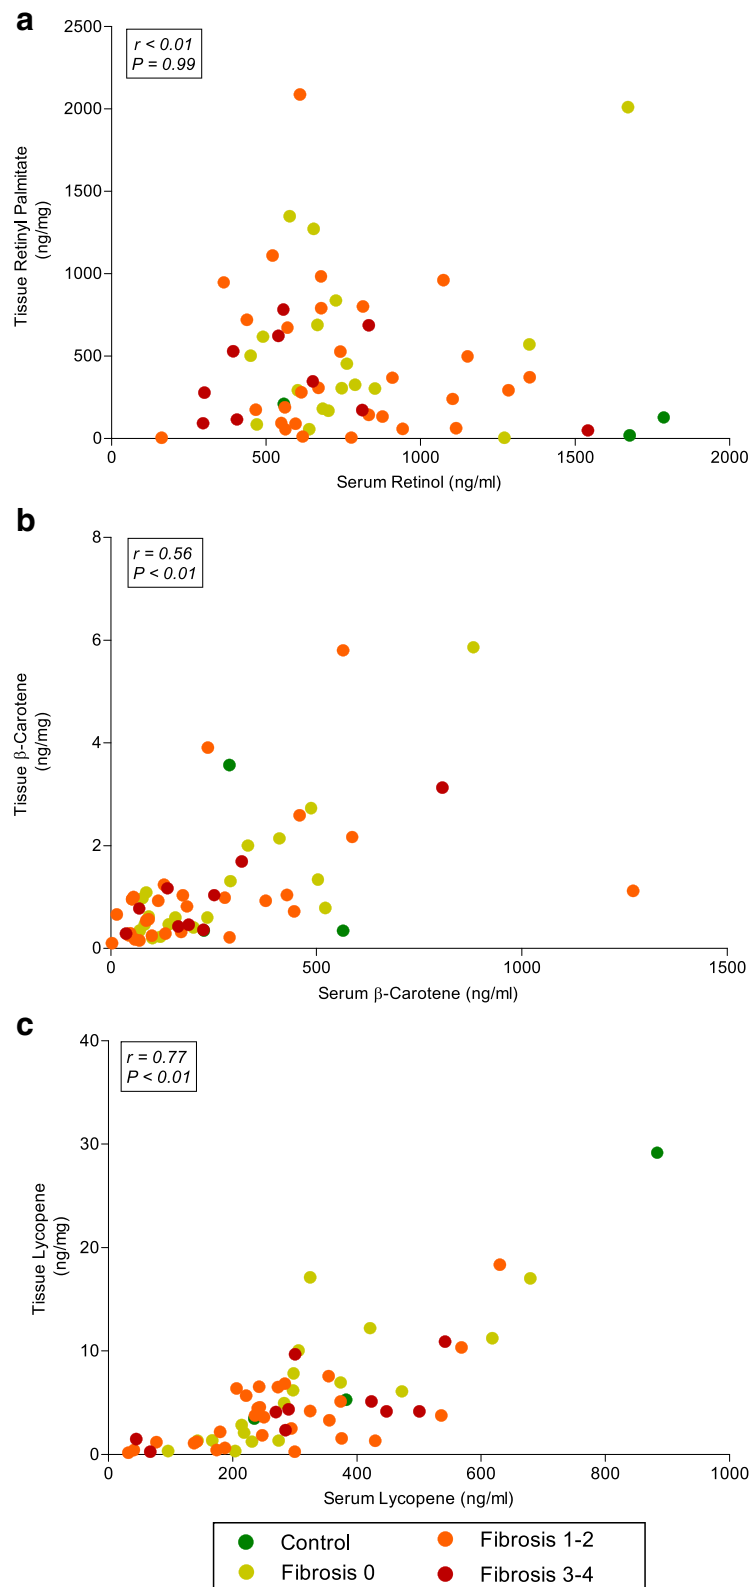 a
r < 0.01
P = 0.99
Tissue Retinyl Palmitate
(ng/mg)
2500
2000
1500
1000
500
0
0 500 1000 1500 2000
Serum Retinol (ng/ml)
b
r = 0.56
P < 0.01
Tissue β-Carotene
(ng/mg)
8
6
4
2
0
0 500 1000 1500
Serum β-Carotene (ng/ml)
c
r = 0.77
P < 0.01
Tissue Lycopene
(ng/mg)
40
30
20
10
0
0 200 400 600 800 1000
Serum Lycopene (ng/ml)
Control Fibrosis 1-2
Fibrosis 0 Fibrosis 3-4